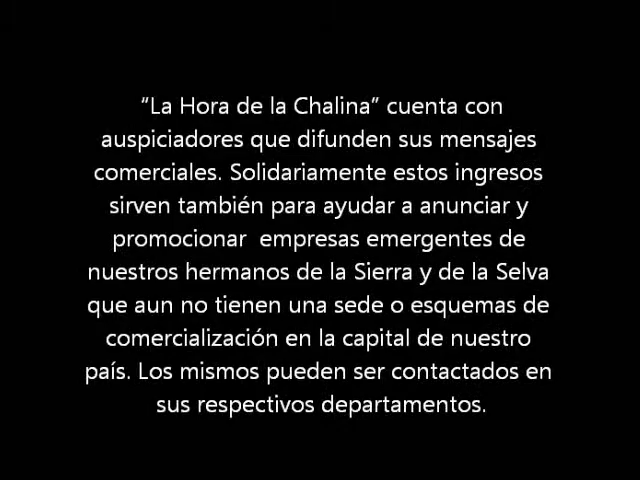 “La Hora de la Chalina” cuenta con
auspiciadores que difunden sus mensajes
comerciales. Solidariamente estos ingresos
sirven también para ayudar a anunciar y
promocionar  empresas emergentes de
nuestros hermanos de la Sierra y de la Selva
que aun no tienen una sede o esquemas de
comercialización en la capital de nuestro
país. Los mismos pueden ser contactados en
sus respectivos departamentos.